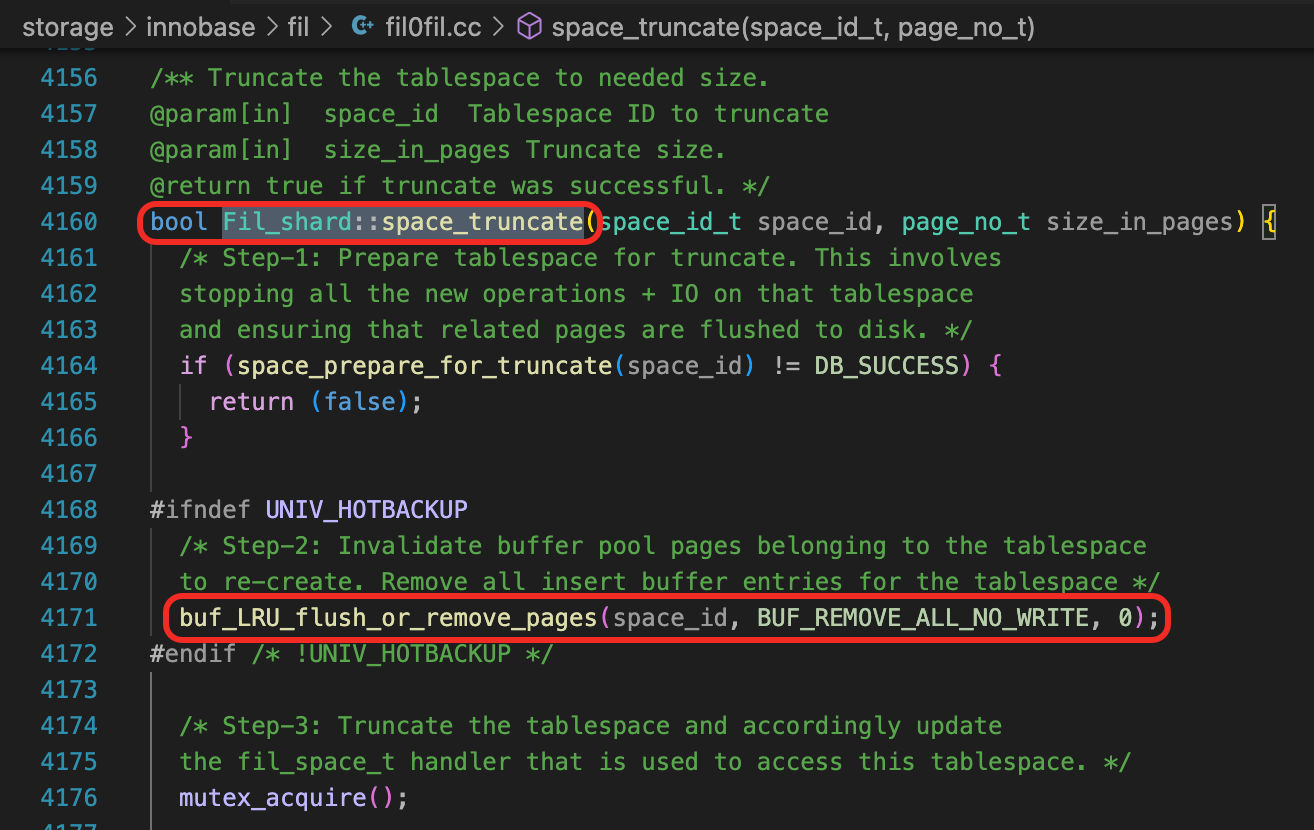 storage > innobase > fil > fil0fil.cc > space_truncate(space_id_t, page_no_t)
4156 /** Truncate the tablespace to needed size.
4157 @param[in]  space_id  Tablespace ID to truncate
4158 @param[in]  size_in_pages Truncate size.
4159 @return true if truncate was successful. */
4160 bool Fil_shard::space_truncate(space_id_t space_id, page_no_t size_in_pages) {
4161   /* Step-1: Prepare tablespace for truncate. This involves
4162   stopping all the new operations + IO on that tablespace
4163   and ensuring that related pages are flushed to disk. */
4164   if (space_prepare_for_truncate(space_id) != DB_SUCCESS) {
4165     return (false);
4166   }
4167
4168 #ifndef UNIV_HOTBACKUP
4169   /* Step-2: Invalidate buffer pool pages belonging to the tablespace
4170   to re-create. Remove all insert buffer entries for the tablespace */
4171   buf_LRU_flush_or_remove_pages(space_id, BUF_REMOVE_ALL_NO_WRITE, 0);
4172 #endif /* !UNIV_HOTBACKUP */
4173
4174   /* Step-3: Truncate the tablespace and accordingly update
4175   the fil_space_t handler that is used to access this tablespace. */
4176   mutex_acquire();